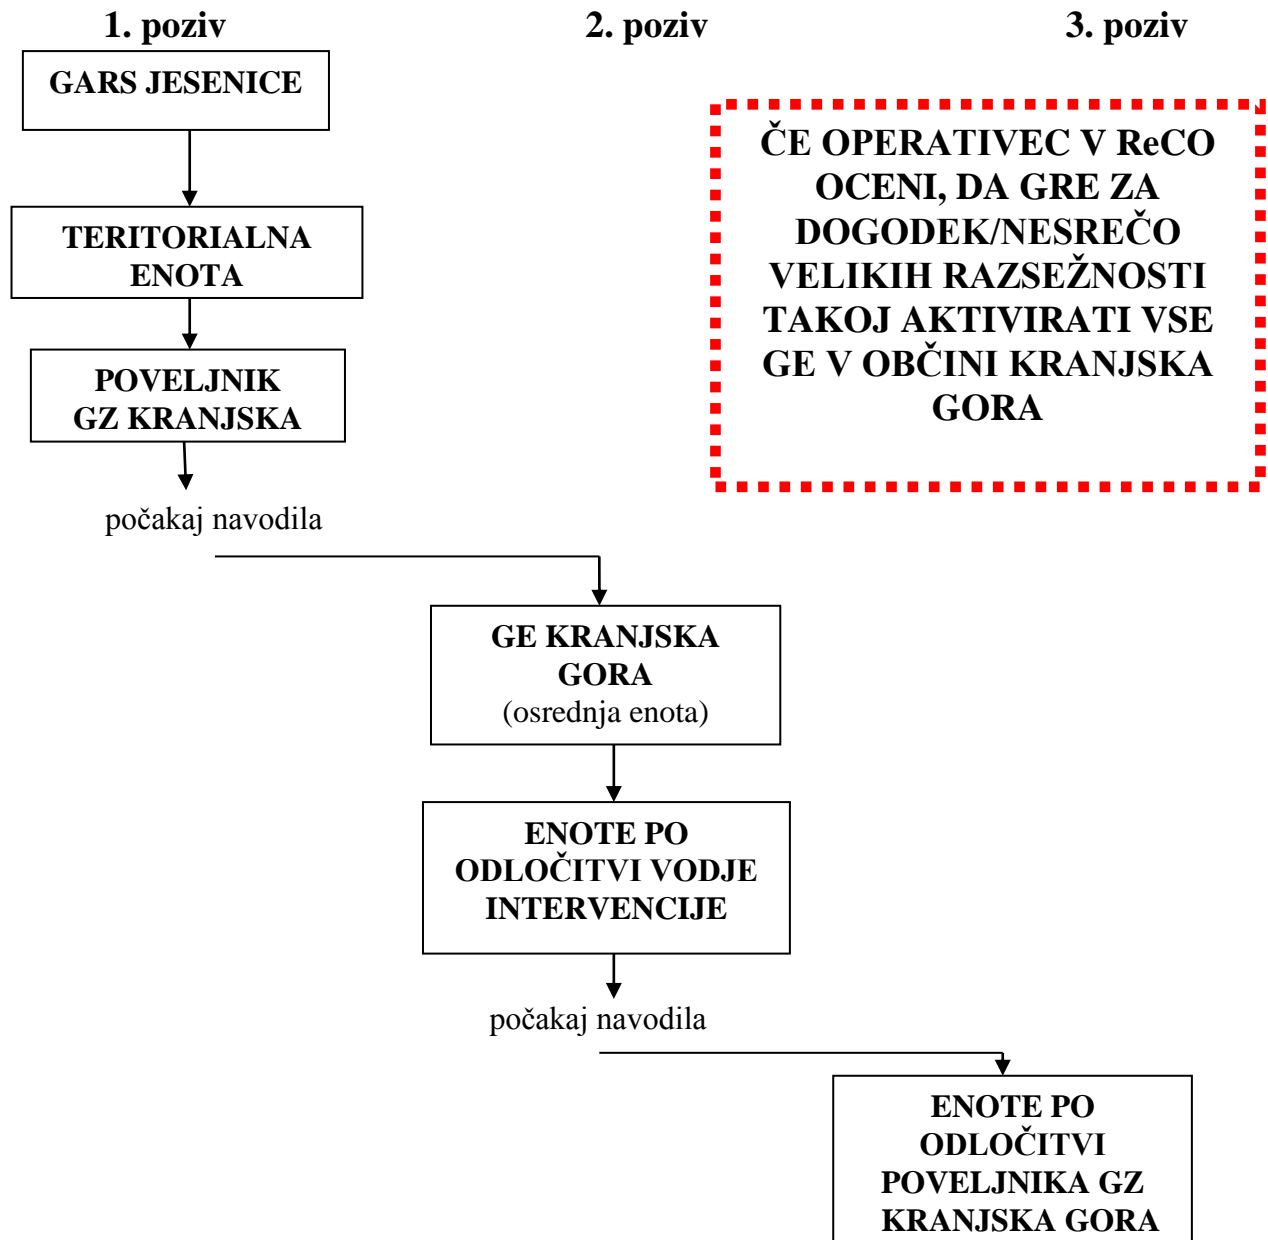 1. poziv 2. poziv 3. poziv
GARS JESENICE
TERITORIALNA
ENOTA
POVELJNIK
GZ KRANJSKA
počakaj navodila
ČE OPERATIVEC V ReCO
OCENI, DA GRE ZA
DOGODEK/NESREČO
VELIKIH RAZSEŽNOSTI
TAKOJ AKTIVIRATI VSE
GE V OBČINI KRANJSKA
GORA
GE KRANJSKA
GORA
(osrednja enota)
ENOTE PO
ODLOČITVI VODJE
INTERVENCIJE
počakaj navodila
ENOTE PO
ODLOČITVI
POVELJNIKA GZ
KRANJSKA GORA